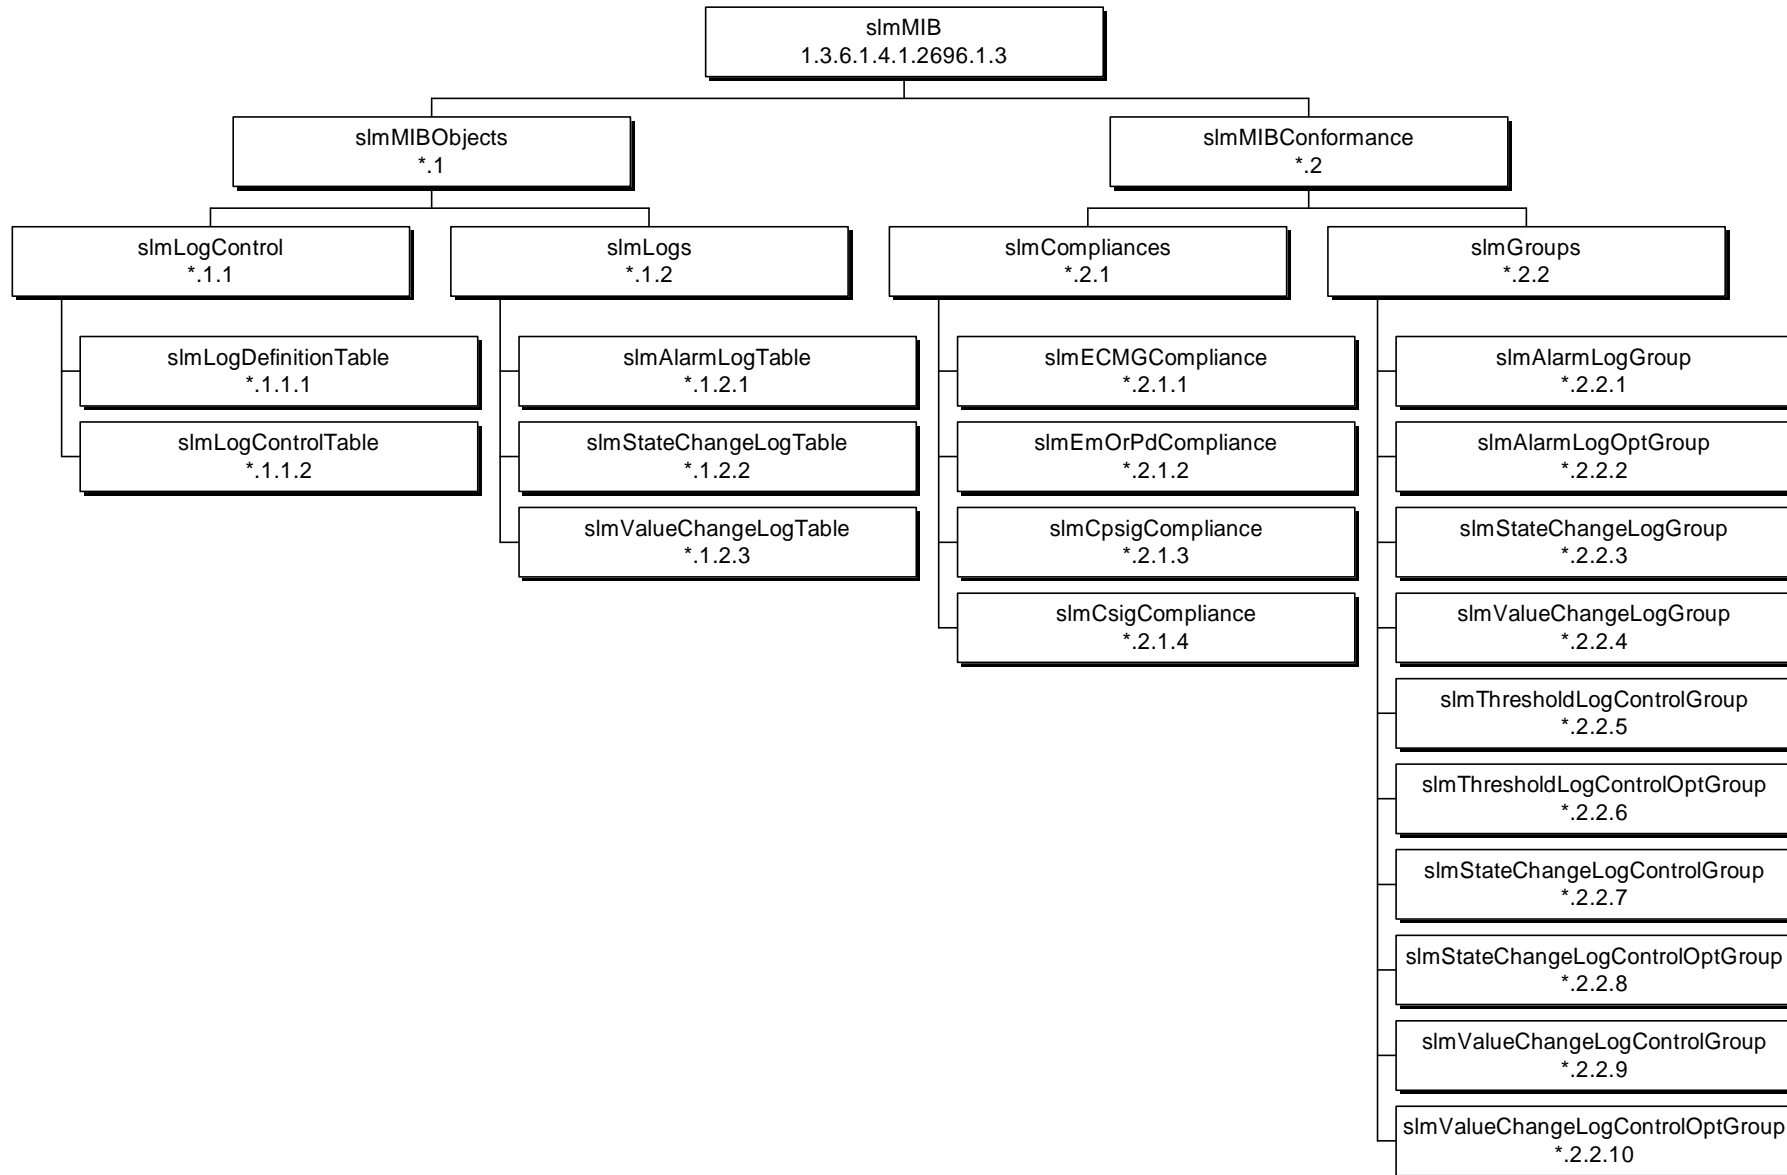 slmMIB
1.3.6.1.4.1.2696.1.3
slmMIBObjects
*.1
slmMIBConformance
*.2
slmLogControl
*.1.1
slmLogs
*.1.2
slmCompliances
*.2.1
slmGroups
*.2.2
slmLogDefinitionTable
*.1.1.1
slmLogControlTable
*.1.1.2
slmAlarmLogTable
*.1.2.1
slmStateChangeLogTable
*.1.2.2
slmValueChangeLogTable
*.1.2.3
slmECMGCompliance
*.2.1.1
slmEmOrPdCompliance
*.2.1.2
slmCpsigCompliance
*.2.1.3
slmCsigCompliance
*.2.1.4
slmAlarmLogGroup
*.2.2.1
slmAlarmLogOptGroup
*.2.2.2
slmStateChangeLogGroup
*.2.2.3
slmValueChangeLogGroup
*.2.2.4
slmThresholdLogControlGroup
*.2.2.5
slmThresholdLogControlOptGroup
*.2.2.6
slmStateChangeLogControlGroup
*.2.2.7
slmStateChangeLogControlOptGroup
*.2.2.8
slmValueChangeLogControlGroup
*.2.2.9
slmValueChangeLogControlOptGroup
*.2.2.10